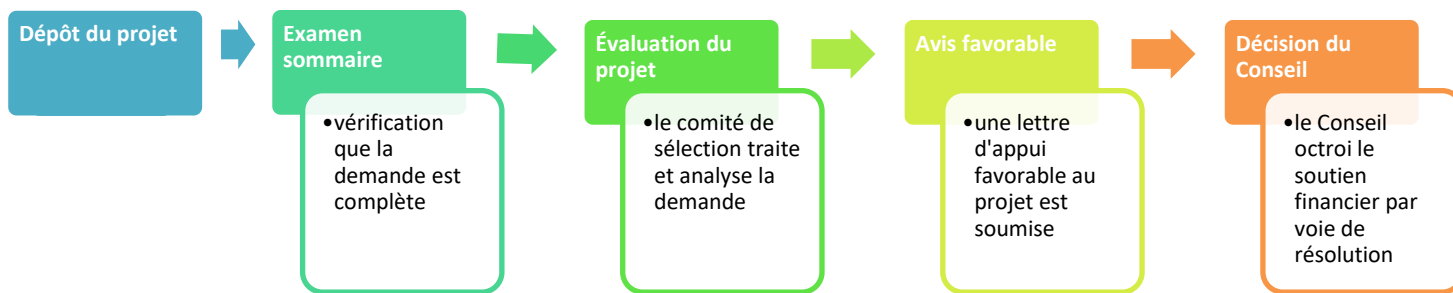 Dépôt du projet
Examen
sommaire
•vérification
que la
demande est
complète
Évaluation du
projet
•le comité de
sélection traite
et analyse la
demande
Avis favorable
•une lettre
d'appui
favorable au
projet est
soumise
Décision du
Conseil
•le Conseil
octroi le
soutien
financier par
voie de
résolution